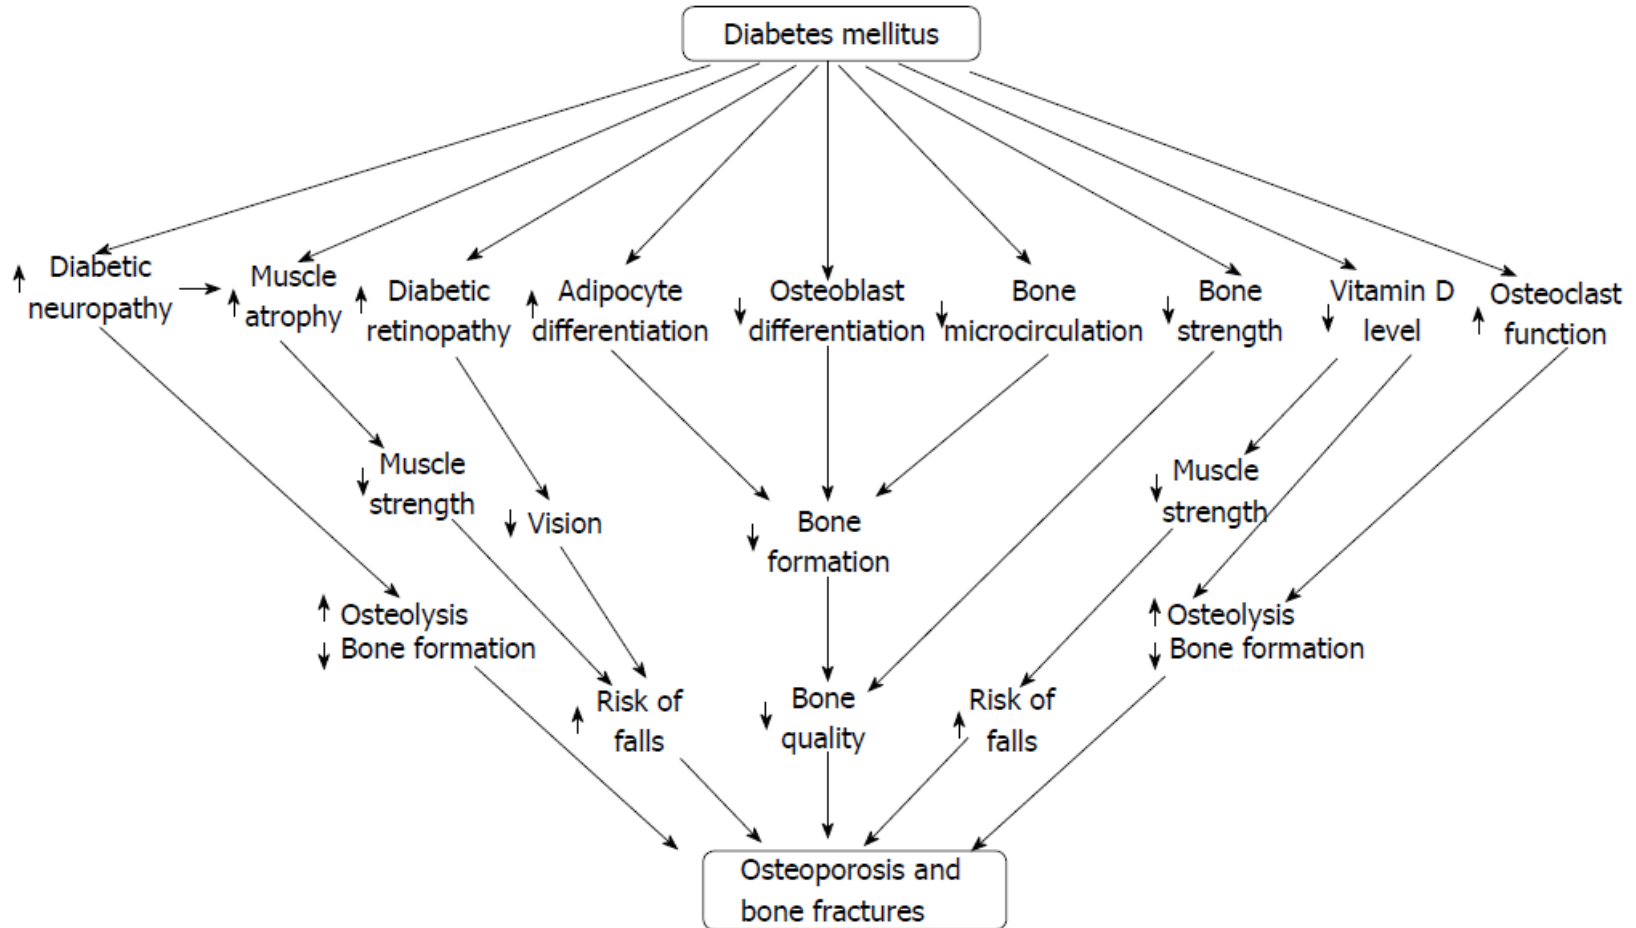 Diabetes mellitus
Diabetic
neuropathy
Muscle
atrophy
Diabetic
retinopathy
Adipocyte
differentiation
Osteoblast
differentiation
Bone
microcirculation
Bone
strength
Vitamin D
level
Osteoclast
function
Muscle
strength
Vision
Bone
formation
Muscle
strength
Osteolysis
Bone formation
Osteolysis
Bone formation
Risk of
falls
Bone
quality
Risk of
falls
Osteoporosis and
bone fractures